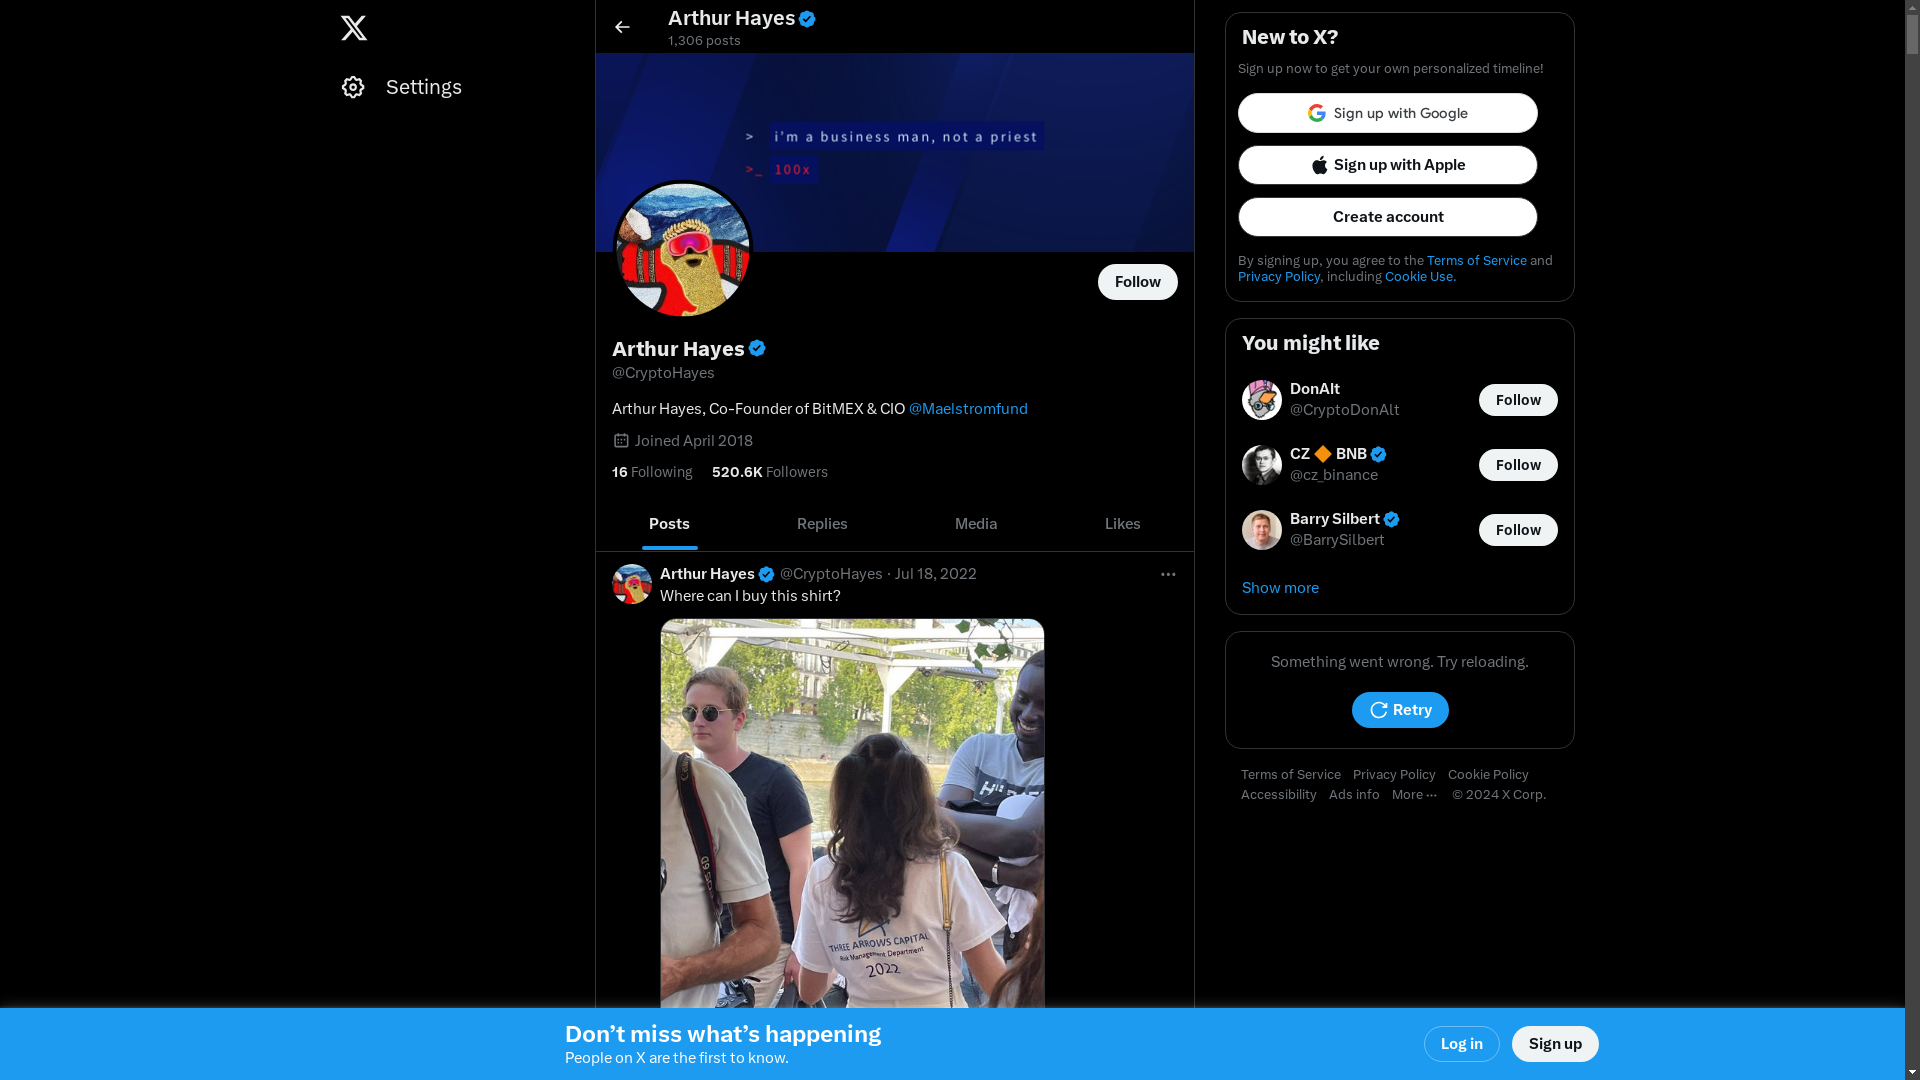 Settings
Arthur Hayes
1,306 posts
> i'm a business man, not a priest
>_ 100x
Follow
Arthur Hayes
@CryptoHayes
Arthur Hayes, Co-Founder of BitMEX & CIO @Maelstromfund
Joined April 2018
16 Following 520.6K Followers
Posts Replies Media Likes
Arthur Hayes @CryptoHayes · Jul 18, 2022
Where can I buy this shirt?
THREE ARROWS CAPITAL
Risk Management Department
2022
New to X?
Sign up now to get your own personalized timeline!
Sign up with Google
Sign up with Apple
Create account
By signing up, you agree to the Terms of Service and
Privacy Policy, including Cookie Use.
You might like
DonAlt
@CryptoDonAlt
Follow
CZ 🔶 BNB
@cz_binance
Follow
Barry Silbert
@BarrySilbert
Follow
Show more
Something went wrong. Try reloading.
Retry
Terms of Service Privacy Policy Cookie Policy
Accessibility Ads info More ··· © 2024 X Corp.
Don’t miss what’s happening
People on X are the first to know.
Log in
Sign up